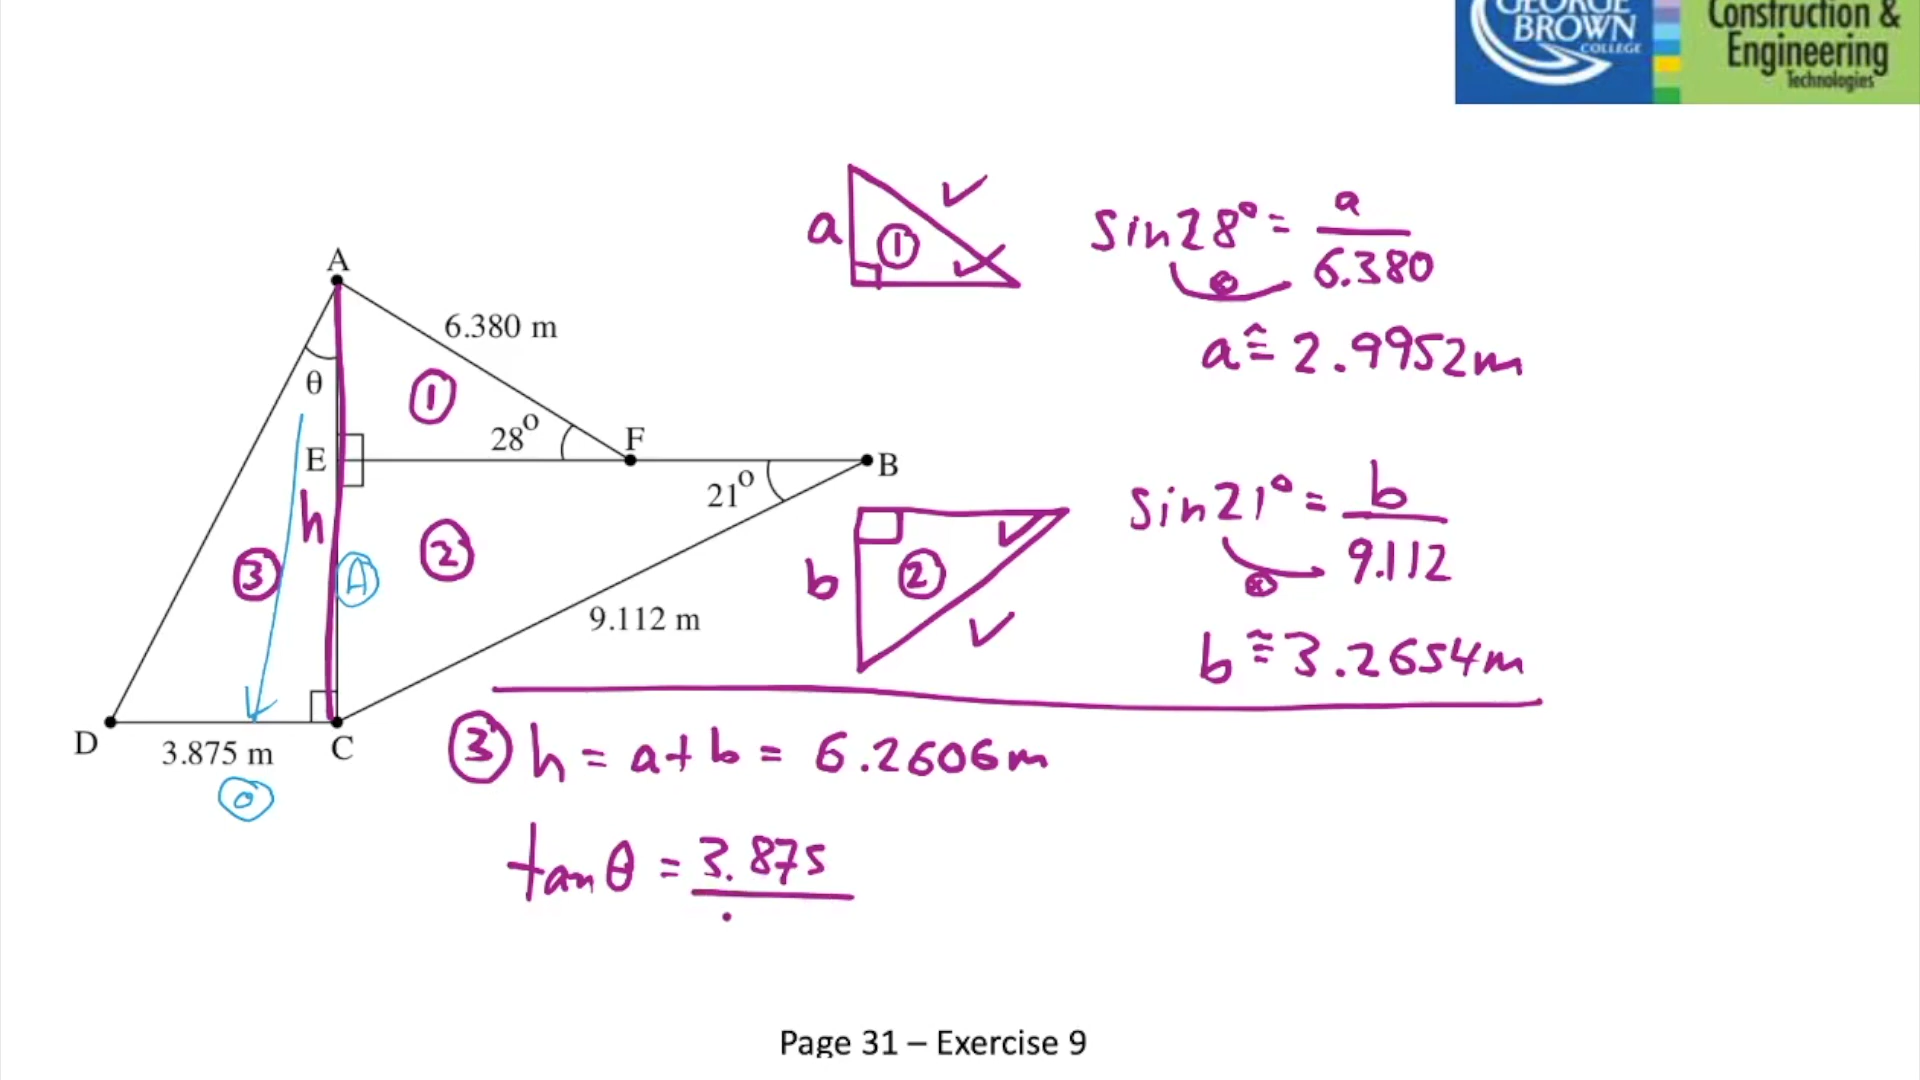 GEORGE
BROWN
COLLEGE
Construction &
Engineering
Technologies
A
6.380 m
θ
①
28°
F
E
B
21°
h
③
A
②
9.112 m
D
3.875 m
C
O
a
①
sin28° = a
6.380
a ≅ 2.9952m
b
②
sin21° = b
9.112
b ≅ 3.2654m
③ h = a+b = 6.2606m
tanθ = 3.875
Page 31 – Exercise 9